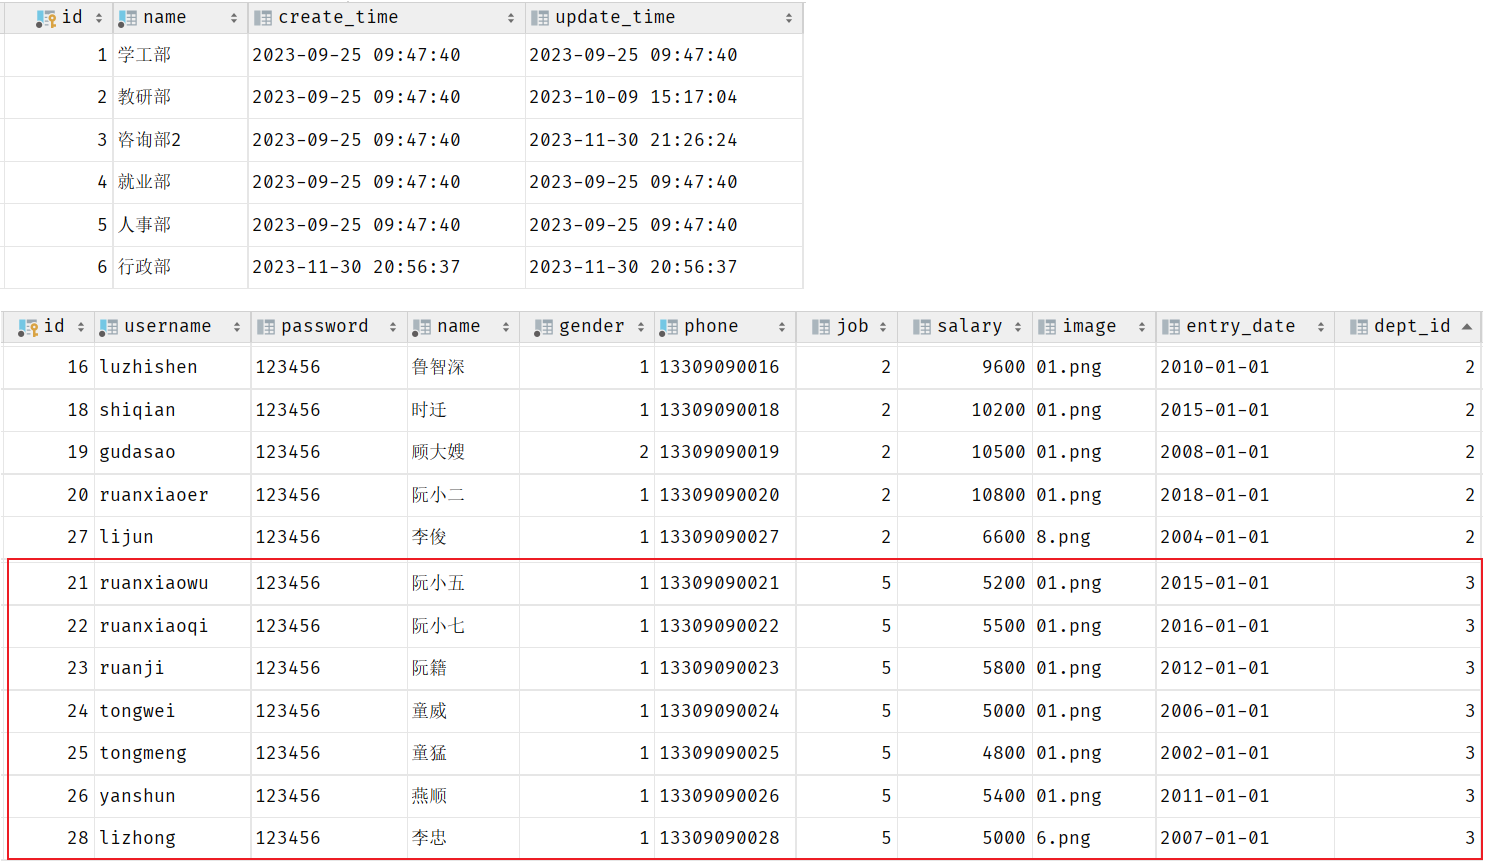 id name create_time update_time
1 学工部 2023-09-25 09:47:40 2023-09-25 09:47:40
2 教研部 2023-09-25 09:47:40 2023-10-09 15:17:04
3 咨询部2 2023-09-25 09:47:40 2023-11-30 21:26:24
4 就业部 2023-09-25 09:47:40 2023-09-25 09:47:40
5 人事部 2023-09-25 09:47:40 2023-09-25 09:47:40
6 行政部 2023-11-30 20:56:37 2023-11-30 20:56:37
id username password name gender phone job salary image entry_date dept_id
16 luzhishen 123456 鲁智深 1 13309090016 2 9600 01.png 2010-01-01 2
18 shiqian 123456 时迁 1 13309090018 2 10200 01.png 2015-01-01 2
19 gudasao 123456 顾大嫂 2 13309090019 2 10500 01.png 2008-01-01 2
20 ruanxiaoer 123456 阮小二 1 13309090020 2 10800 01.png 2018-01-01 2
27 lijun 123456 李俊 1 13309090027 2 6600 8.png 2004-01-01 2
21 ruanxiaowu 123456 阮小五 1 13309090021 5 5200 01.png 2015-01-01 3
22 ruanxiaoqi 123456 阮小七 1 13309090022 5 5500 01.png 2016-01-01 3
23 ruanji 123456 阮籍 1 13309090023 5 5800 01.png 2012-01-01 3
24 tongwei 123456 童威 1 13309090024 5 5000 01.png 2006-01-01 3
25 tongmeng 123456 童猛 1 13309090025 5 4800 01.png 2002-01-01 3
26 yanshun 123456 燕顺 1 13309090026 5 5400 01.png 2011-01-01 3
28 lizhong 123456 李忠 1 13309090028 5 5000 6.png 2007-01-01 3